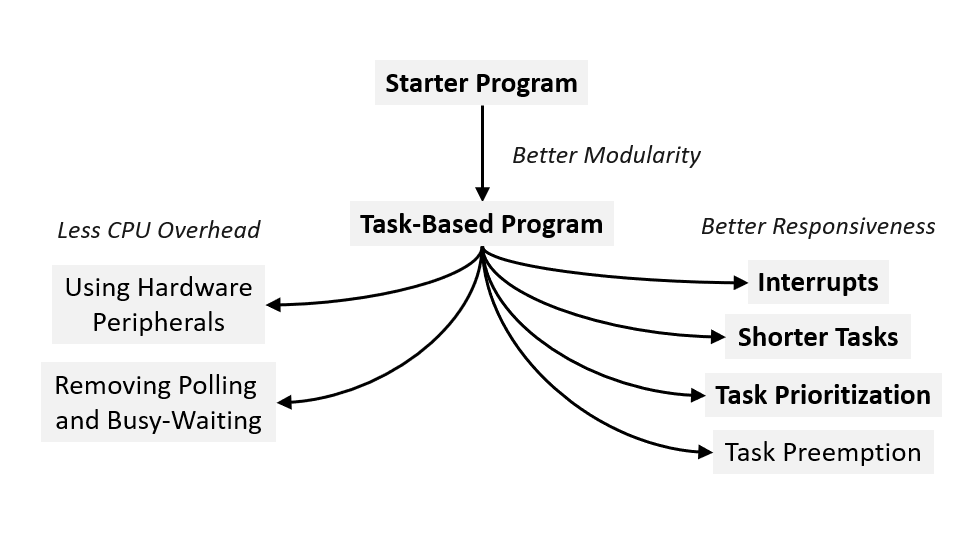 Starter Program
Better Modularity
Task-Based Program
Less CPU Overhead
Using Hardware
Peripherals
Removing Polling
and Busy-Waiting
Better Responsiveness
Interrupts
Shorter Tasks
Task Prioritization
Task Preemption